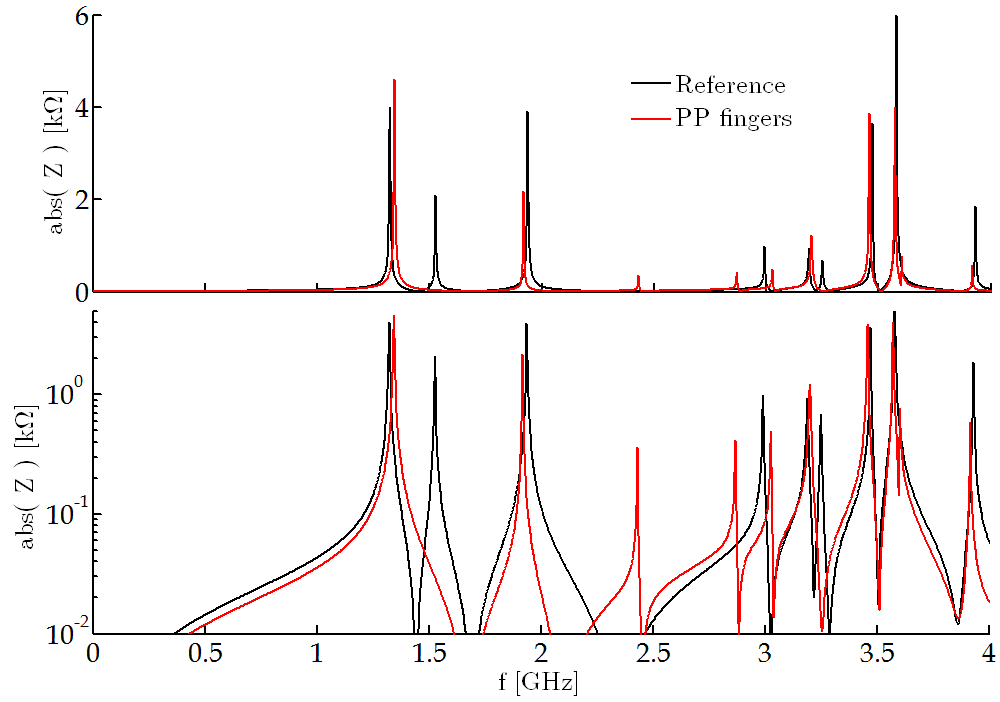 6
4
2
0
abs( Z ) [kΩ]
Reference
PP fingers
10^0
10^-1
10^-2
abs( Z ) [kΩ]
0 0.5 1 1.5 2 2.5 3 3.5 4
f [GHz]